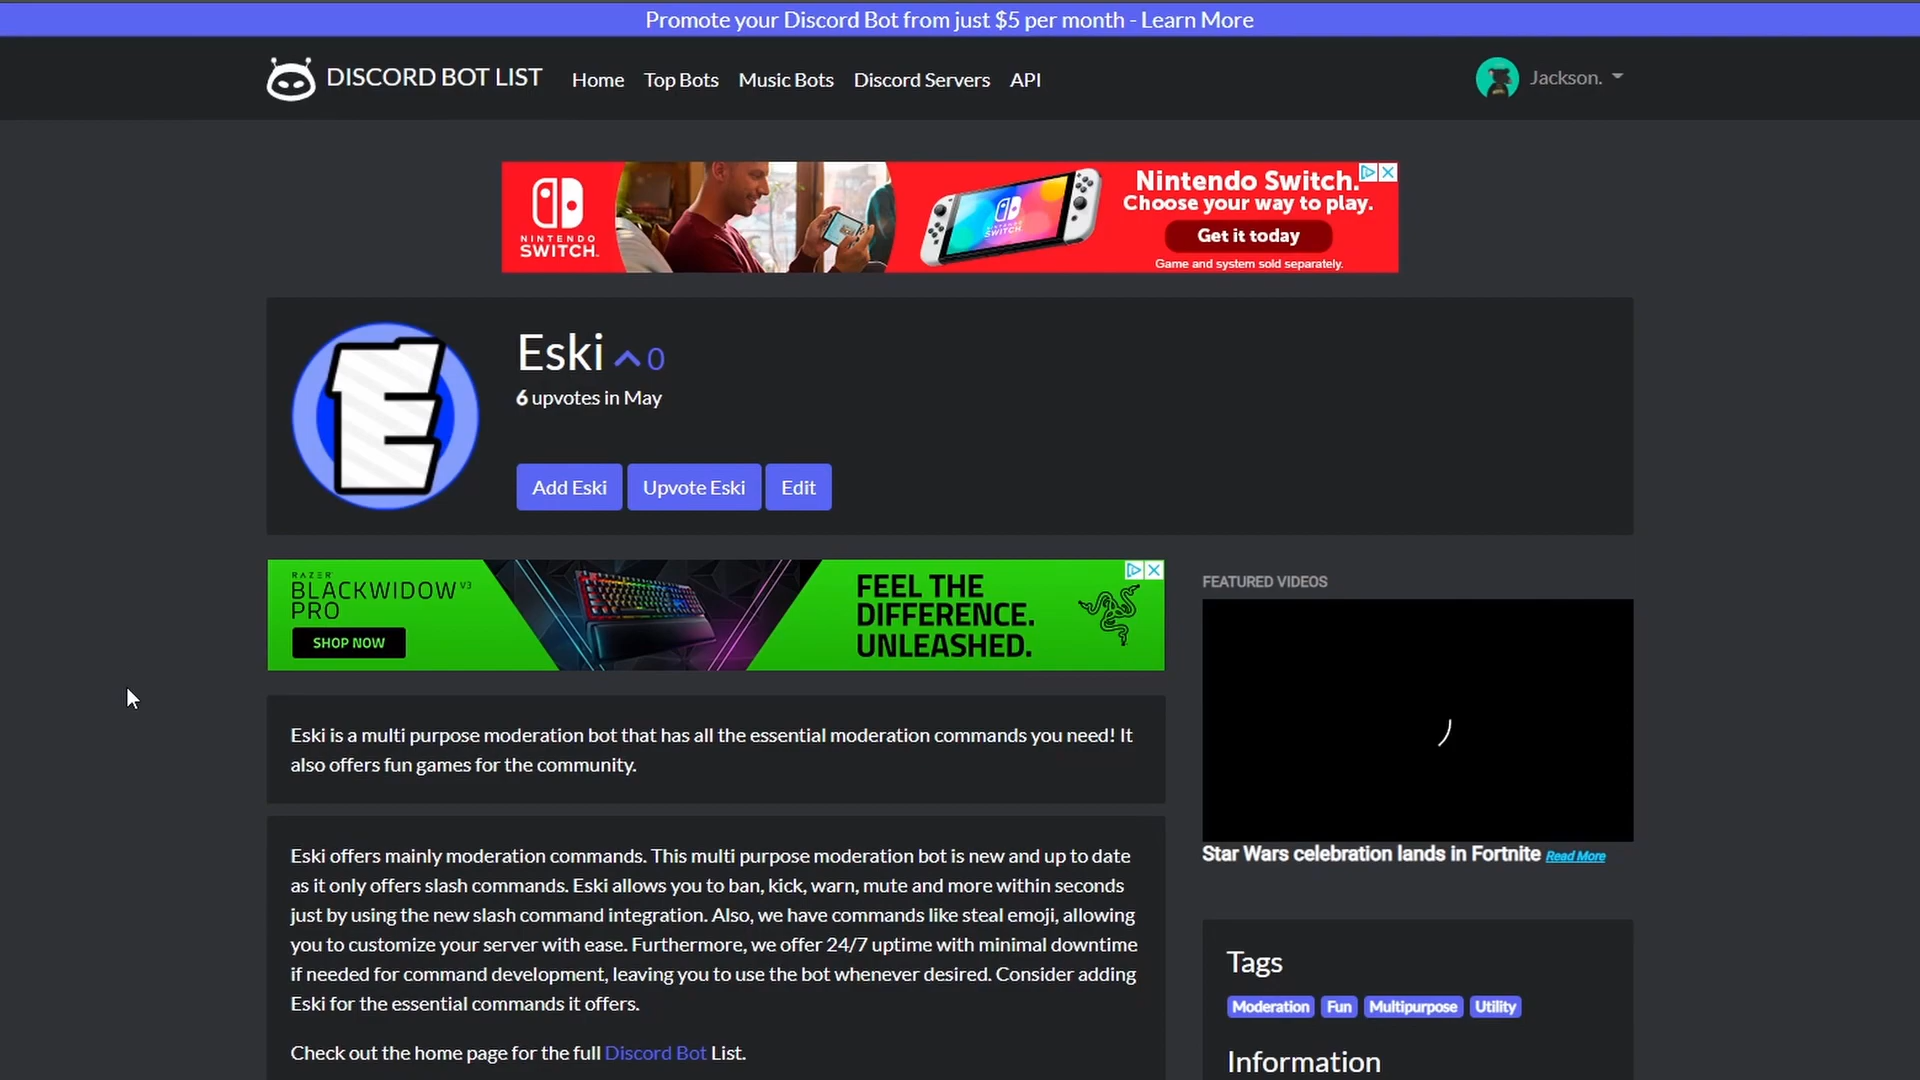 Promote your Discord Bot from just $5 per month - Learn More
DISCORD BOT LIST
Home
Top Bots
Music Bots
Discord Servers
API
Jackson.
NINTENDO
SWITCH.
NINTENDO
SWITCH.
Nintendo Switch.
Choose your way to play.
Get it today
Game and system sold separately.
E
Eski
0
6 upvotes in May
Add Eski
Upvote Eski
Edit
RAZER
BLACKWIDOW V3
PRO
SHOP NOW
FEEL THE
DIFFERENCE.
UNLEASHED.
FEATURED VIDEOS
Eski is a multi purpose moderation bot that has all the essential moderation commands you need! It
also offers fun games for the community.
Star Wars celebration lands in Fortnite Read More
Eski offers mainly moderation commands. This multi purpose moderation bot is new and up to date
as it only offers slash commands. Eski allows you to ban, kick, warn, mute and more within seconds
just by using the new slash command integration. Also, we have commands like steal emoji, allowing
you to customize your server with ease. Furthermore, we offer 24/7 uptime with minimal downtime
if needed for command development, leaving you to use the bot whenever desired. Consider adding
Eski for the essential commands it offers.
Check out the home page for the full Discord Bot List.
Tags
Moderation
Fun
Multipurpose
Utility
Information